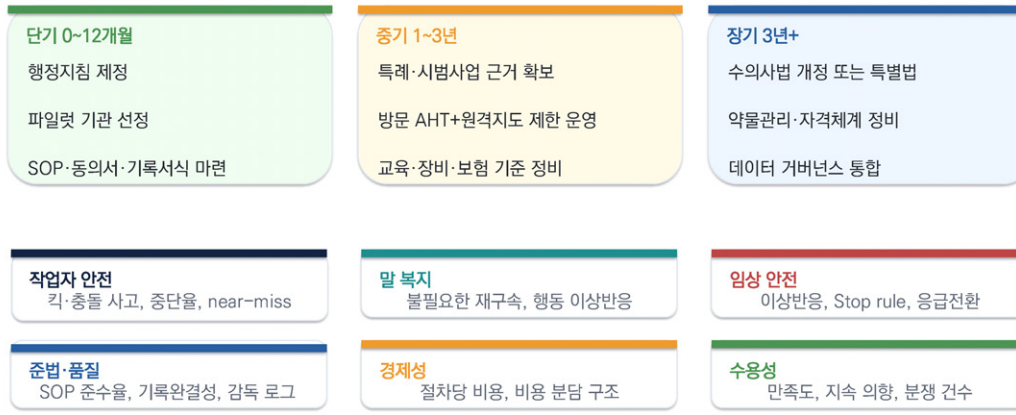 단기 0~12개월
행정지침 제정
파일럿 기관 선정
SOP·동의서·기록서식 마련
중기 1~3년
특례·시범사업 근거 확보
방문 AHT+원격지도 제한 운영
교육·장비·보험 기준 정비
장기 3년+
수의사법 개정 또는 특별법
약물관리·자격체계 정비
데이터 거버넌스 통합
작업자 안전
킥·충돌 사고, 중단율, near-miss
말 복지
불필요한 재구속, 행동 이상반응
임상 안전
이상반응, Stop rule, 응급전환
준법·품질
SOP 준수율, 기록완결성, 감독 로그
경제성
절차당 비용, 비용 분담 구조
수용성
만족도, 지속 의향, 분쟁 건수